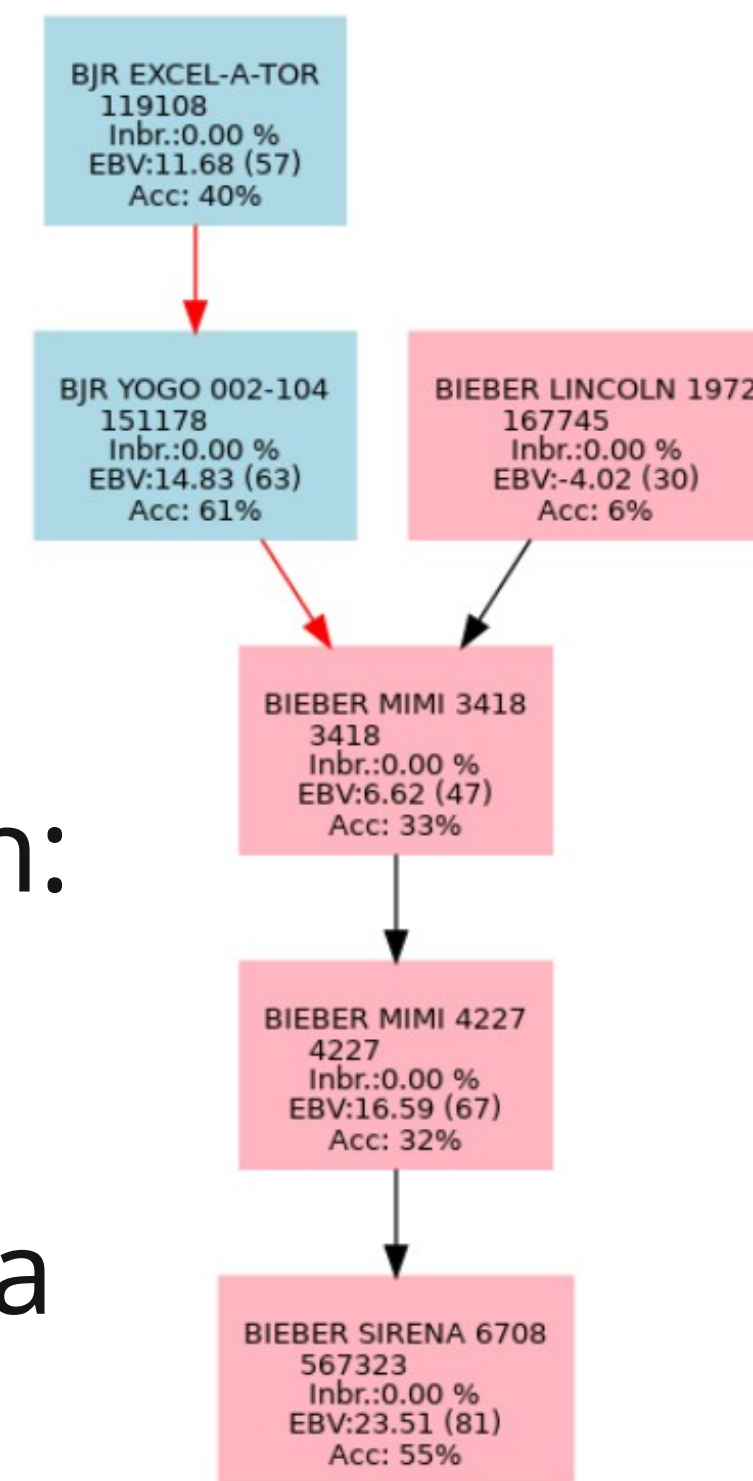 BJR EXCEL-A-TOR
119108
Inbr.:0.00 %
EBV:11.68 (57)
Acc: 40%
BJR YOGO 002-104
151178
Inbr.:0.00 %
EBV:14.83 (63)
Acc: 61%
BIEBER LINCOLN 1972
167745
Inbr.:0.00 %
EBV:-4.02 (30)
Acc: 6%
BIEBER MIMI 3418
3418
Inbr.:0.00 %
EBV:6.62 (47)
Acc: 33%
n:
BIEBER MIMI 4227
4227
Inbr.:0.00 %
EBV:16.59 (67)
Acc: 32%
a
BIEBER SIRENA 6708
567323
Inbr.:0.00 %
EBV:23.51 (81)
Acc: 55%